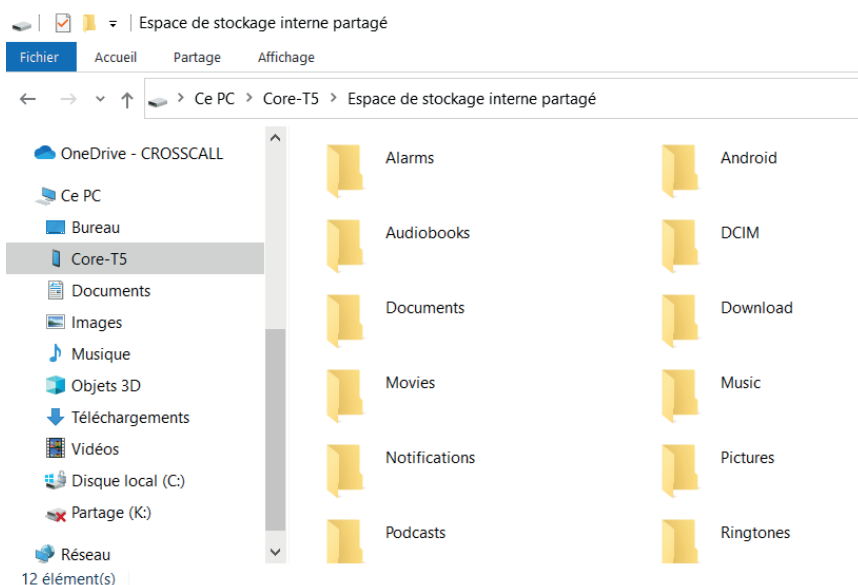 Espace de stockage interne partagé
Fichier Accueil Partage Affichage
Ce PC > Core-T5 > Espace de stockage interne partagé
OneDrive - CROSSCALL
Ce PC
Bureau
Core-T5
Documents
Images
Musique
Objets 3D
Téléchargements
Vidéos
Disque local (C:)
Partage (K:)
Réseau
Alarms
Android
Audiobooks
DCIM
Documents
Download
Movies
Music
Notifications
Pictures
Podcasts
Ringtones
12 élément(s)